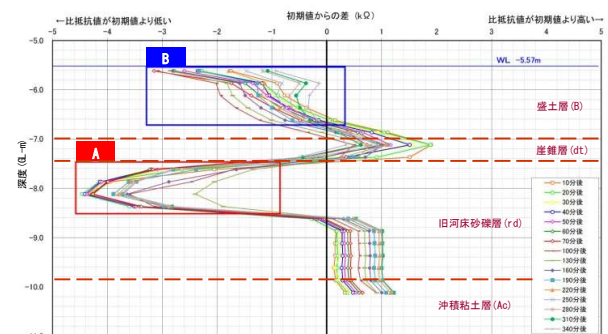 ←比抵抗値が初期値より低い 初期値からの差 (kΩ) 比抵抗値が初期値より高い→
-5 -4 -3 -2 -1 0 1 2 3 4 5
-5.0
B
WL -5.57m
-6.0
盛土層(B)
-7.0
A
崖錐層(dt)
深度(GL-m)
-8.0
10分後
20分後
30分後
40分後
50分後
60分後
70分後
100分後
130分後
160分後
190分後
220分後
250分後
280分後
310分後
340分後
旧河床砂礫層(rd)
-9.0
-10.0
沖積粘土層(Ac)